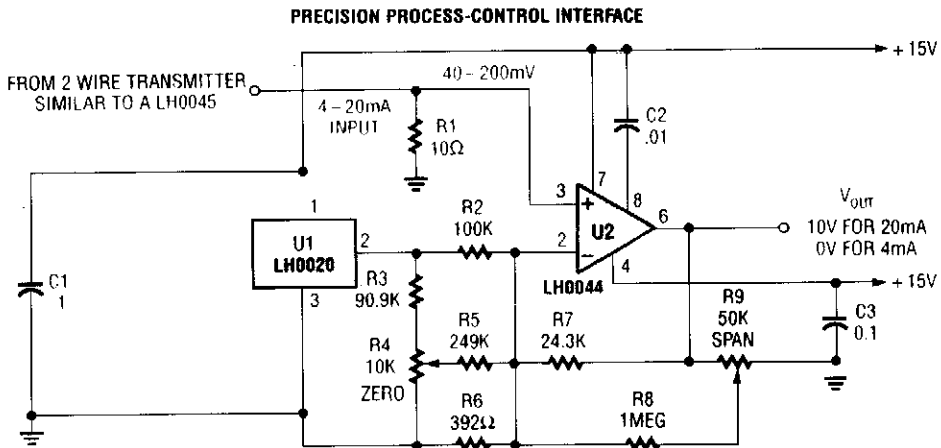 PRECISION PROCESS-CONTROL INTERFACE
+ 15V
FROM 2 WIRE TRANSMITTER
SIMILAR TO A LH0045
40 – 200mV
4 – 20mA
INPUT
R1
10Ω
C2
.01
7
8
3
+
2
−
U2
6
4
LH0044
VOUT
10V FOR 20mA
0V FOR 4mA
+ 15V
1
U1
LH0020
2
3
C1
1
R2
100K
R3
90.9K
R4
10K
ZERO
R5
249K
R6
392Ω
R7
24.3K
R8
1MEG
R9
50K
SPAN
C3
0.1